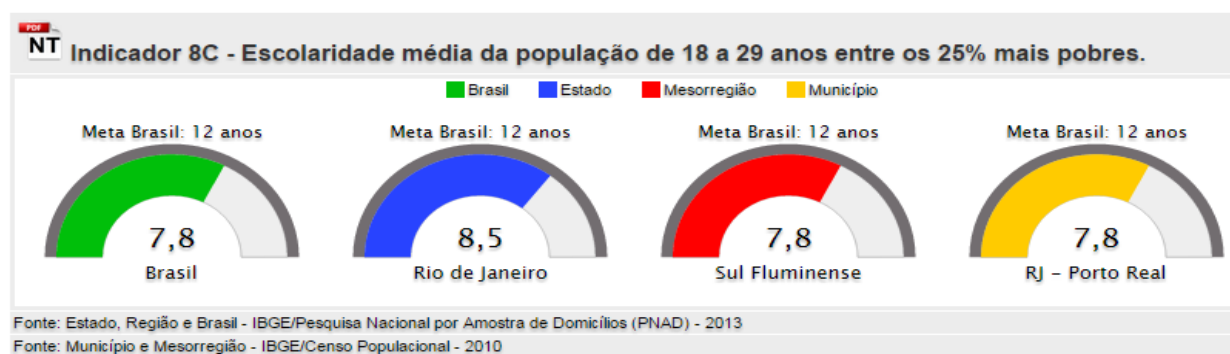 PDF
NT
Indicador 8C - Escolaridade média da população de 18 a 29 anos entre os 25% mais pobres.
Brasil Estado Mesorregião Município
Meta Brasil: 12 anos Meta Brasil: 12 anos Meta Brasil: 12 anos Meta Brasil: 12 anos
7,8 8,5 7,8 7,8
Brasil Rio de Janeiro Sul Fluminense RJ - Porto Real
Fonte: Estado, Região e Brasil - IBGE/Pesquisa Nacional por Amostra de Domicílios (PNAD) - 2013
Fonte: Município e Mesorregião - IBGE/Censo Populacional - 2010